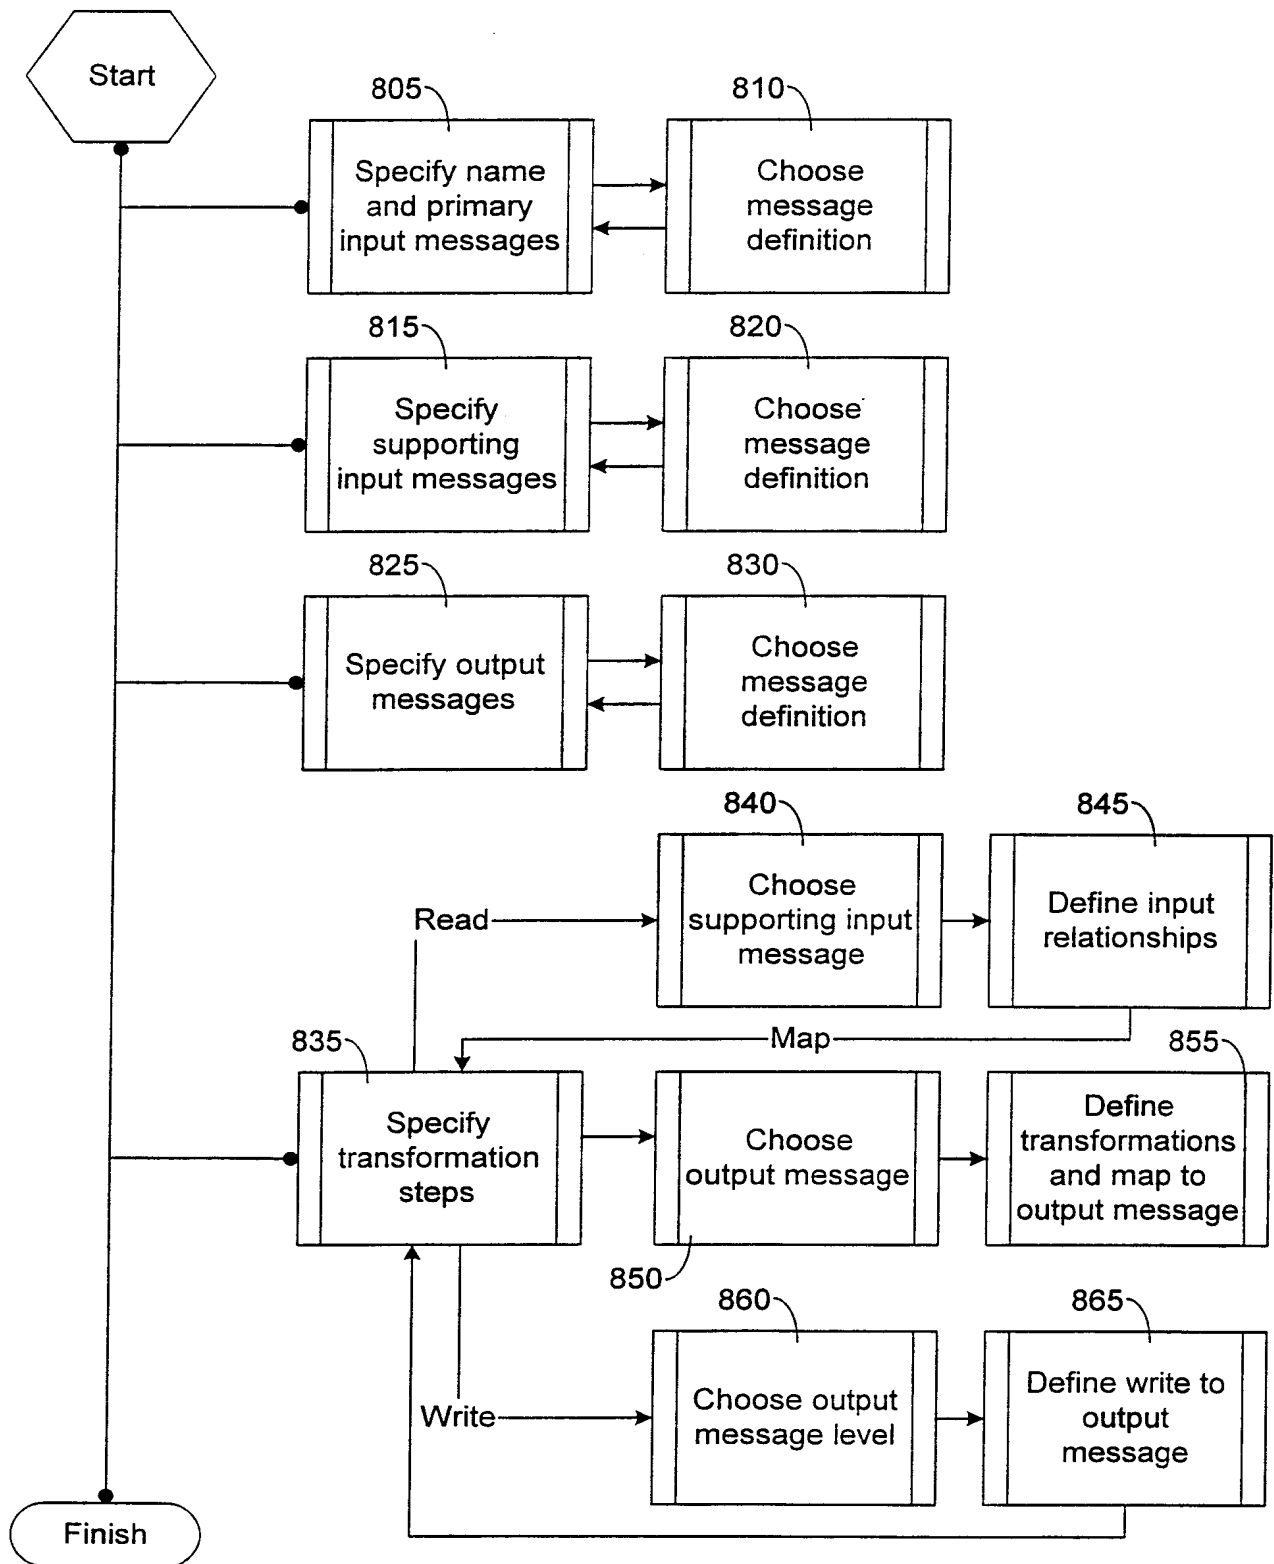 Start
805
810
Specify name
and primary
input messages
Choose
message
definition
815
820
Specify
supporting
input messages
Choose
message
definition
825
830
Specify output
messages
Choose
message
definition
840
845
Read
Choose
supporting input
message
Define input
relationships
Map
835
855
Specify
transformation
steps
Choose
output message
Define
transformations
and map to
output message
850
860
865
Write
Choose output
message level
Define write to
output
message
Finish